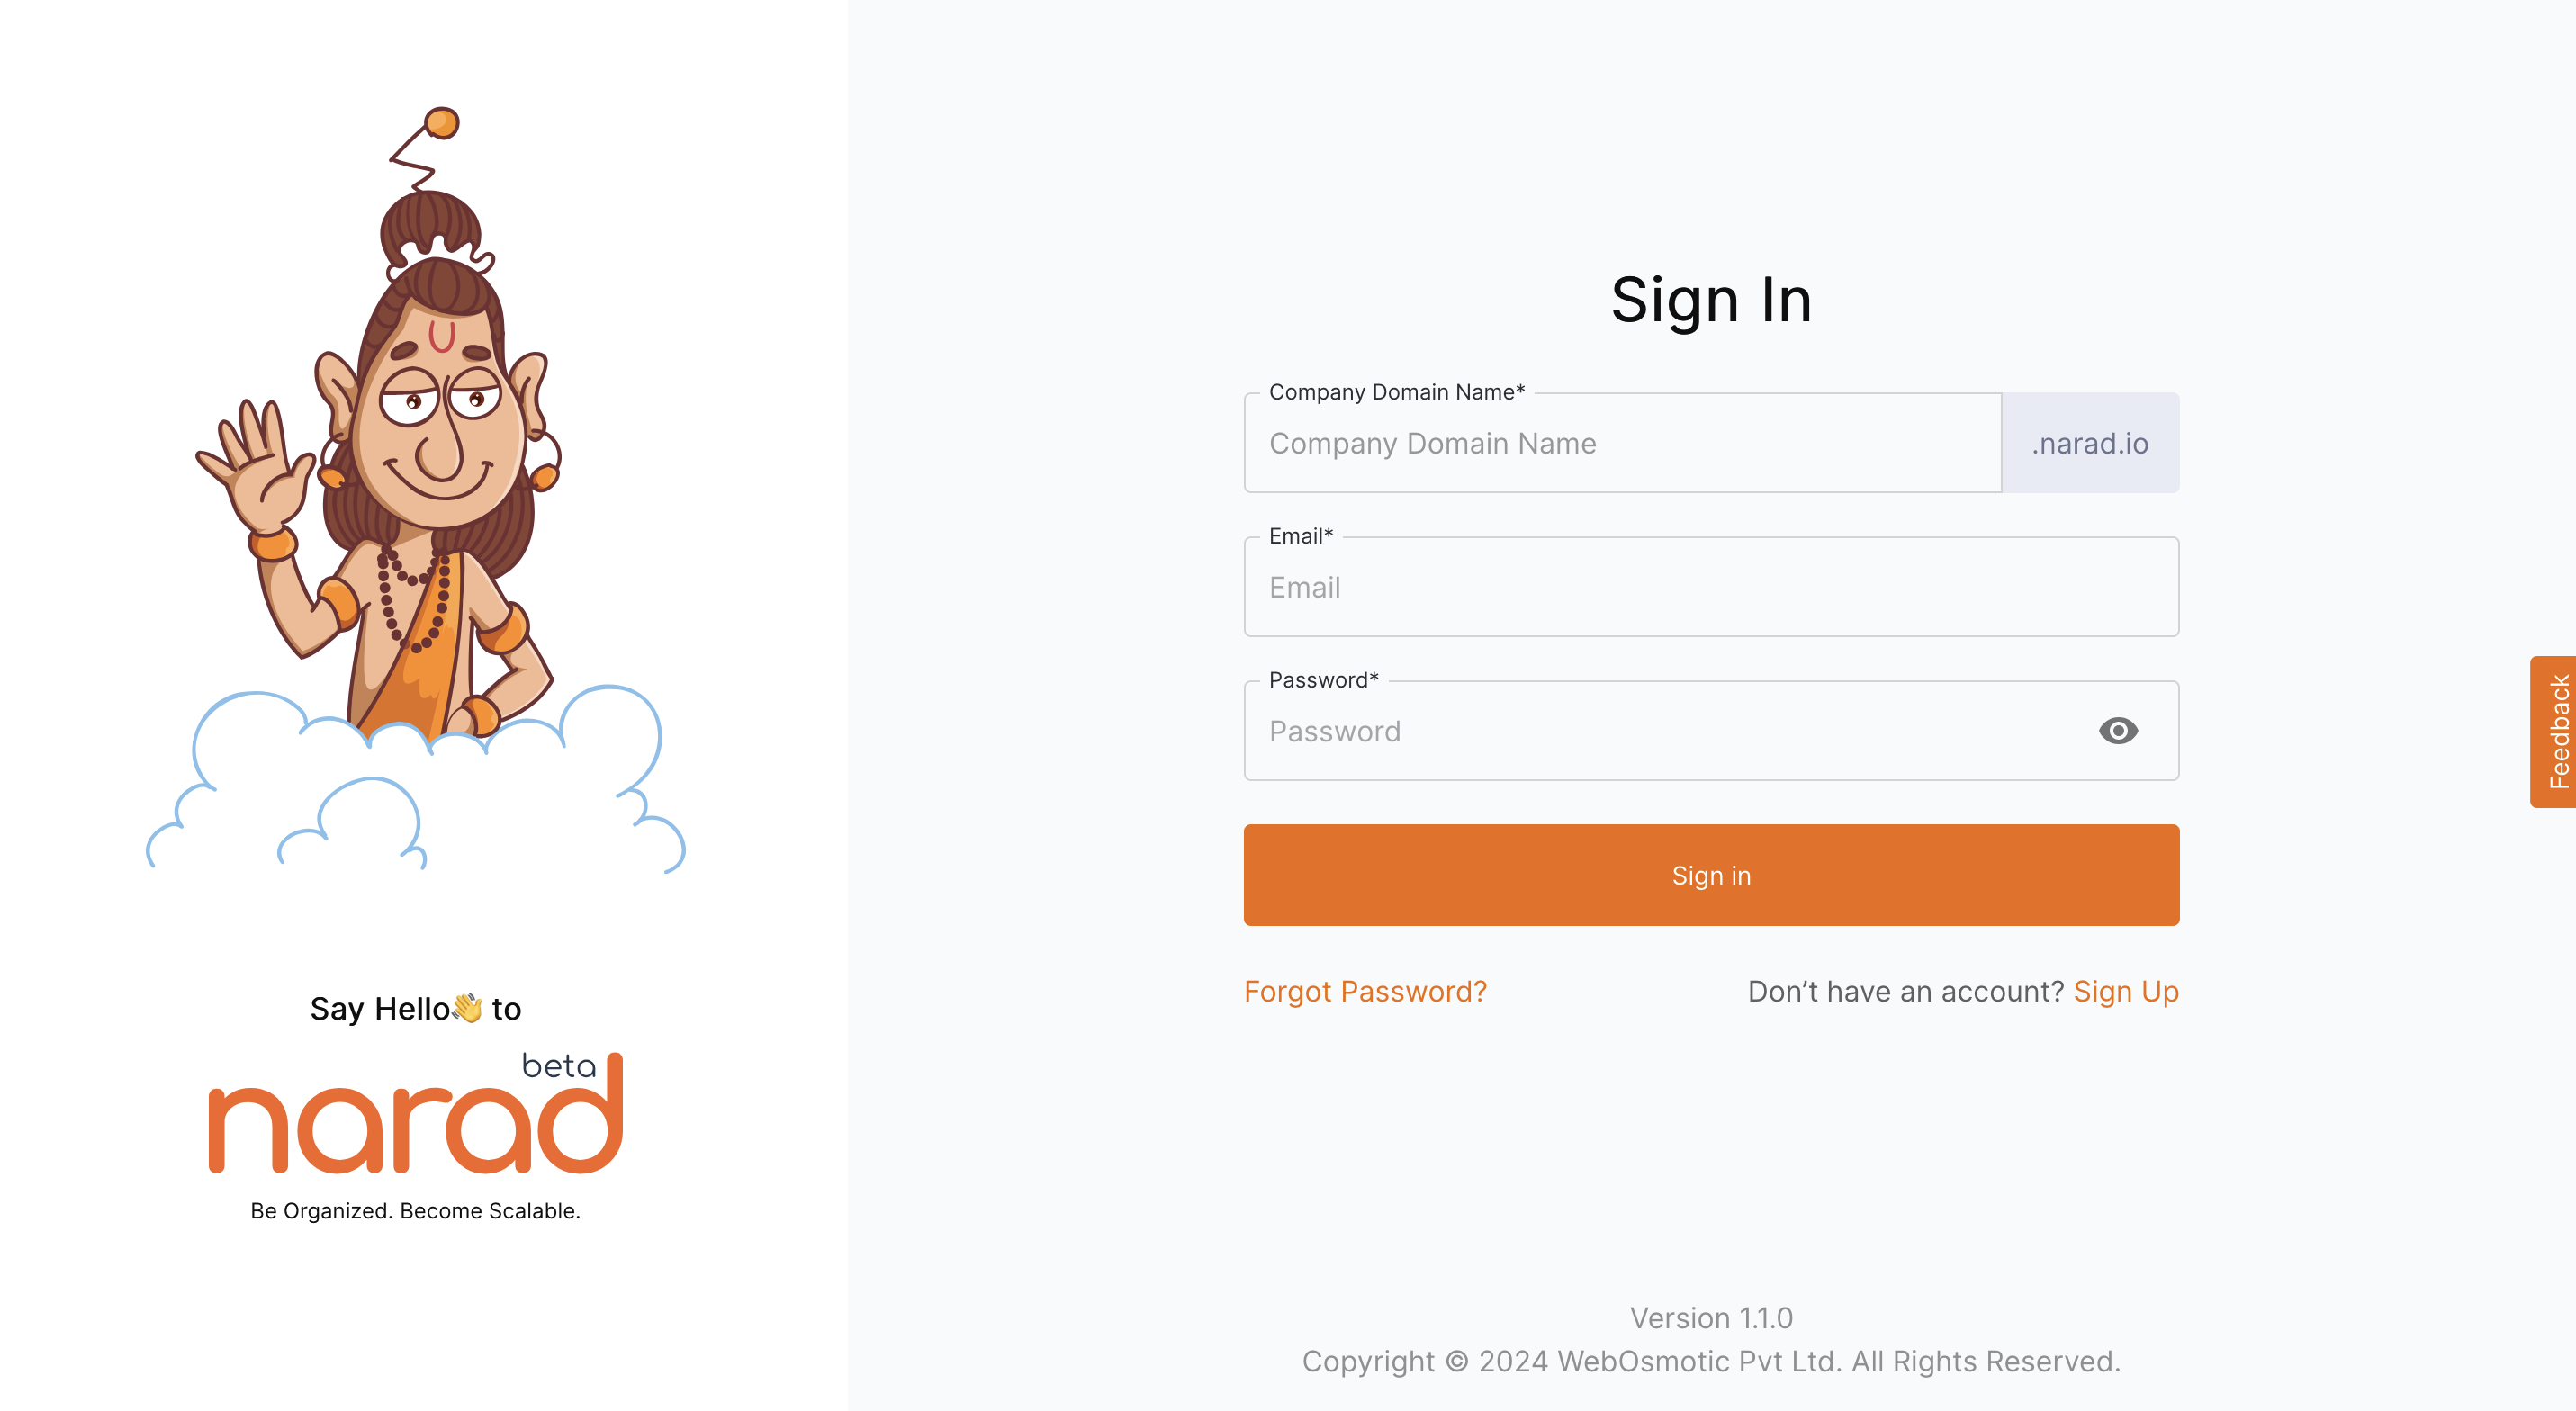 Say Hello👋 to
beta
narad
Be Organized. Become Scalable.
Sign In
Company Domain Name*
Company Domain Name
.narad.io
Email*
Email
Password*
Password
Sign in
Forgot Password?
Don’t have an account? Sign Up
Version 1.1.0
Copyright © 2024 WebOsmotic Pvt Ltd. All Rights Reserved.
Feedback